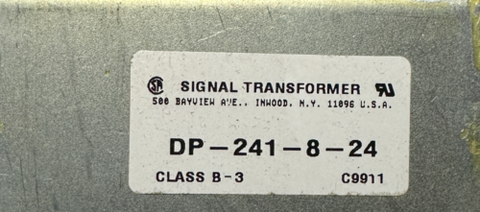 SIGNAL TRANSFORMER
500 BAYVIEW AVE., INWOOD, N.Y. 11096 U.S.A.
DP-241-8-24
CLASS B-3 C9911